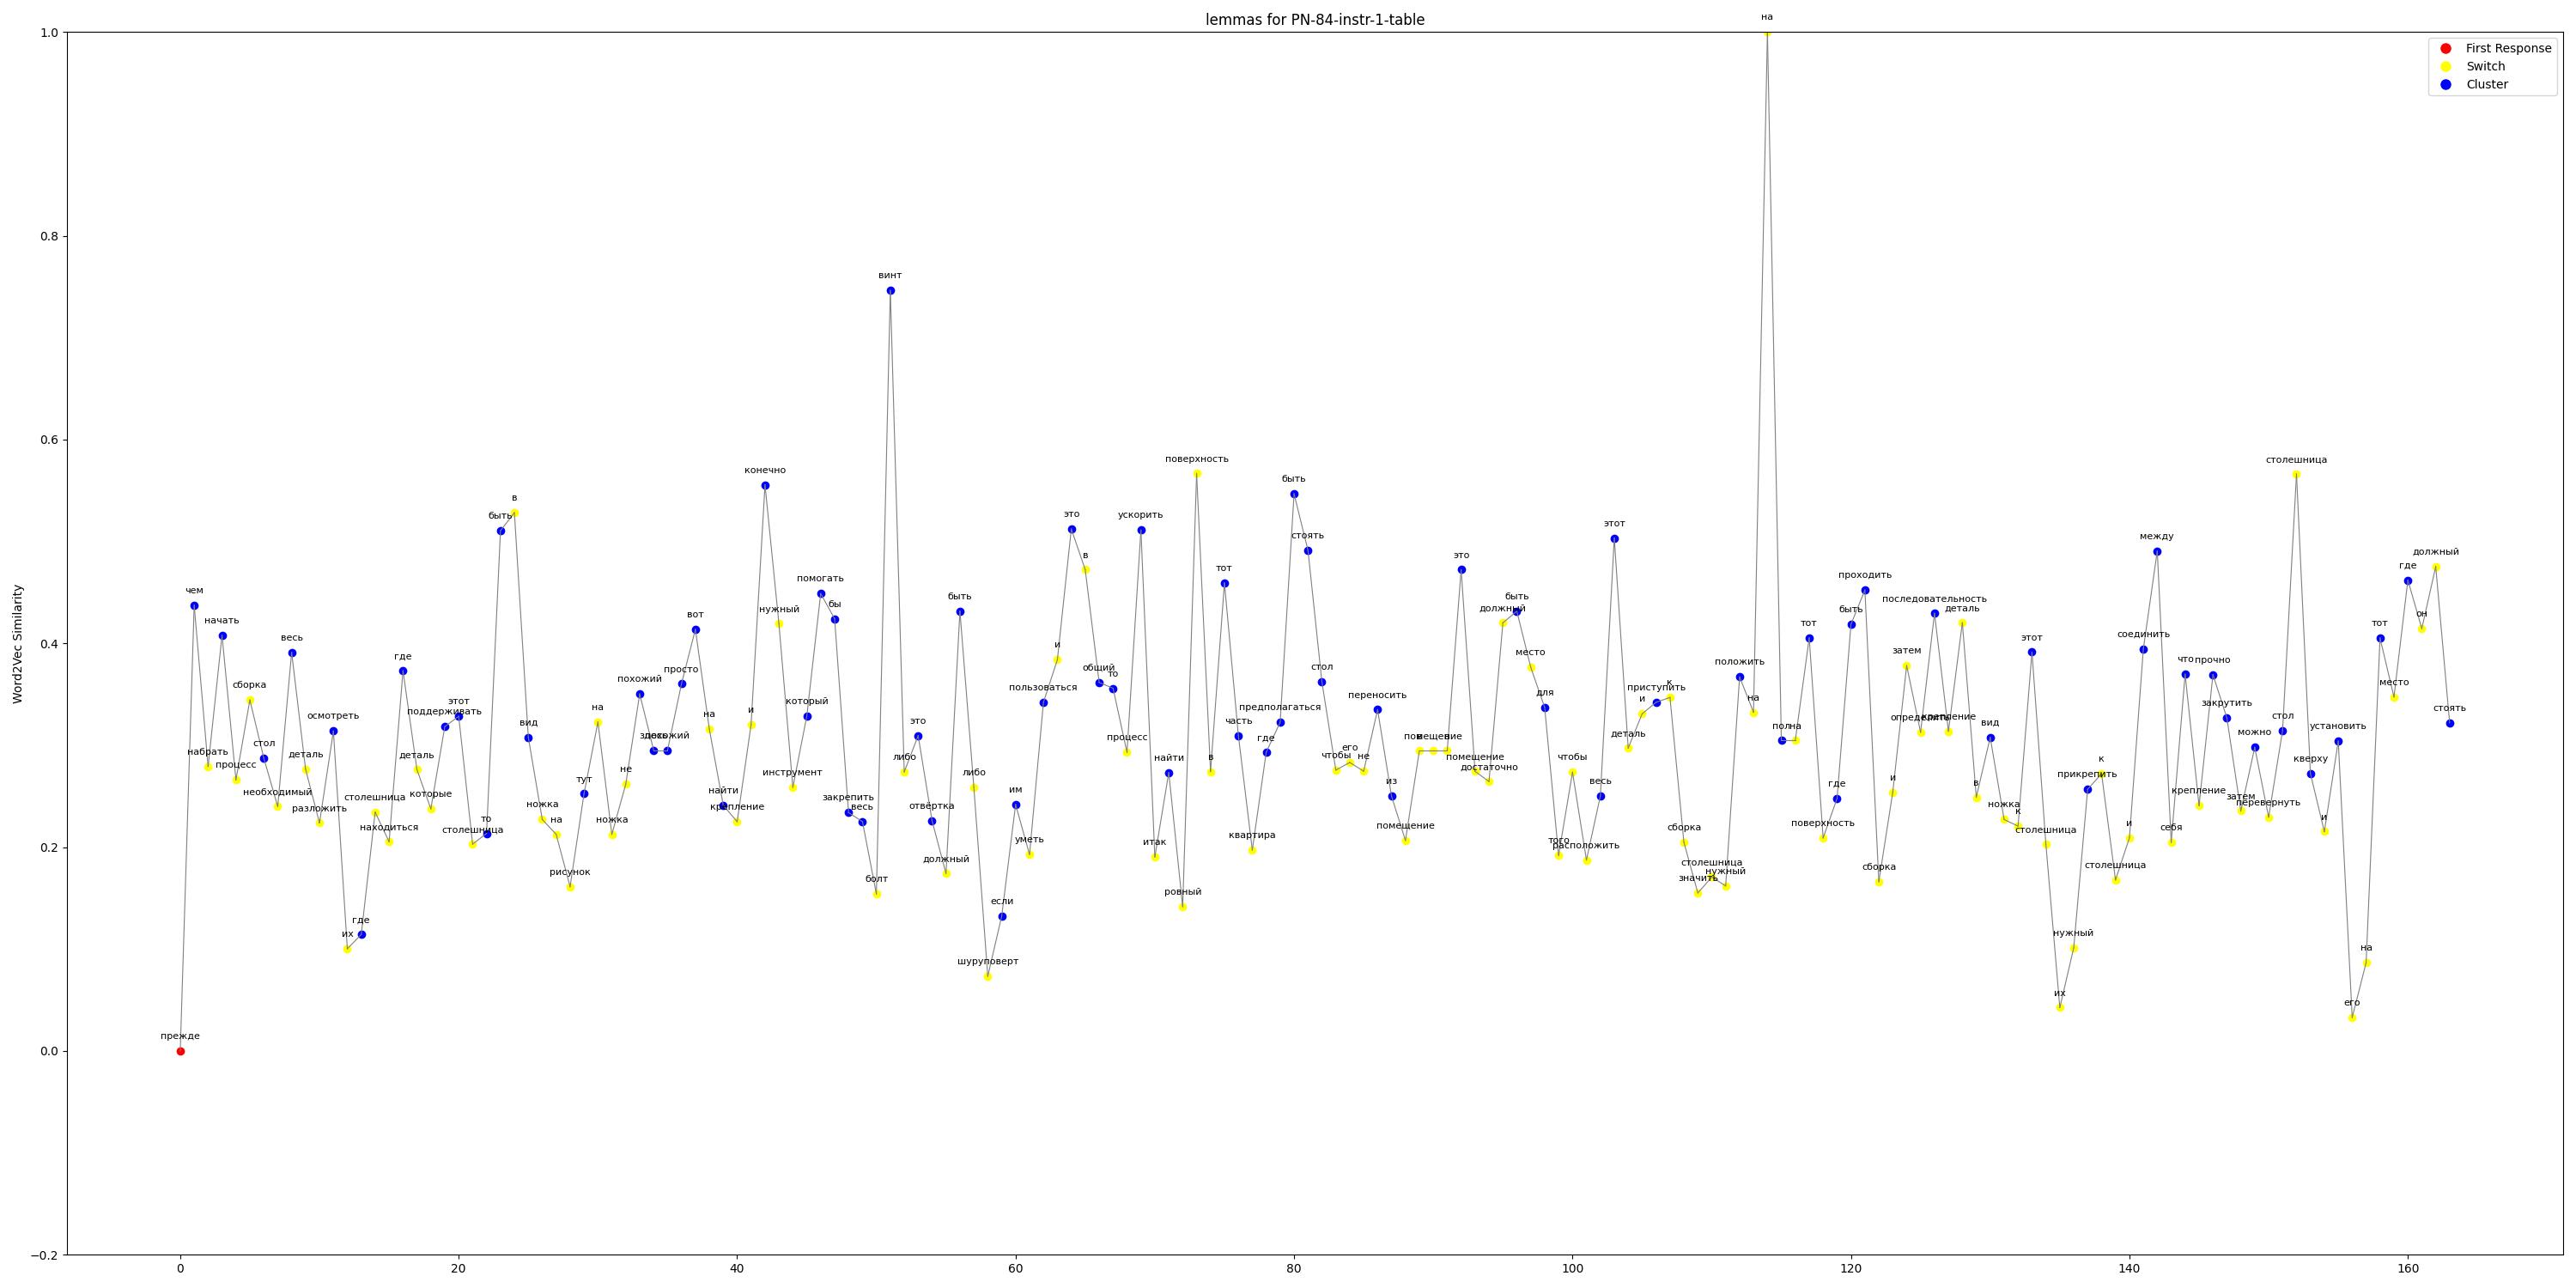 lemmas for PN-84-instr-1-table
Word2Vec Similarity
1.0
0.8
0.6
0.4
0.2
0.0
−0.2
0
20
40
60
80
100
120
140
160
First Response
Switch
Cluster
прежде
чем
набрать
начать
процесс
сборка
стол
необходимый
весь
деталь
разложить
осмотреть
их
где
столешница
находиться
где
деталь
которые
поддерживать
этот
столешница
то
быть
в
вид
ножка
на
рисунок
тут
на
ножка
не
похожий
похожий
просто
вот
на
найти
крепление
и
конечно
нужный
инструмент
который
помогать
бы
закрепить
весь
болт
винт
либо
это
отвёртка
должный
быть
либо
шуруповерт
если
им
уметь
пользоваться
и
это
в
общий
то
процесс
ускорить
итак
найти
ровный
поверхность
в
тот
часть
квартира
где
предполагаться
быть
стоять
стол
чтобы
его
не
переносить
из
помещение
в
помещение
в
это
помещение
достаточно
должный
быть
место
для
того
чтобы
расположить
весь
этот
деталь
и
приступить
к
сборка
значить
столешница
нужный
положить
на
на
пол
на
тот
поверхность
где
быть
проходить
сборка
и
затем
определить
последовательность
крепление
деталь
в
вид
ножка
к
этот
столешница
их
нужный
прикрепить
к
столешница
и
соединить
между
себя
что
крепление
прочно
закрутить
затем
можно
перевернуть
стол
столешница
кверху
и
установить
его
на
тот
место
где
он
должный
стоять